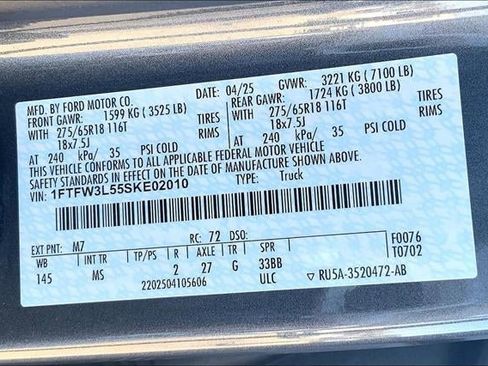 MFD. BY FORD MOTOR CO. DATE: 04/25 GVWR: 3221 KG ( 7100 LB)
FRONT GAWR: 1599 KG ( 3525 LB) REAR GAWR: 1724 KG ( 3800 LB)
WITH 275/65R18 116T TIRES WITH 275/65R18 116T TIRES
18x7.5J RIMS 18x7.5J RIMS
AT 240 kPa/ 35 PSI COLD AT 240 kPa/ 35 PSI COLD
THIS VEHICLE CONFORMS TO ALL APPLICABLE FEDERAL MOTOR VEHICLE
SAFETY STANDARDS IN EFFECT ON THE DATE OF MANUFACTURE SHOWN ABOVE.
VIN: 1FTFW3L55SKE02010 TYPE: Truck
EXT PNT: M7 RC: 72 DSO: F0076
WB INT TR TP/PS R AXLE TR SPR T0702
145 MS 2 27 G 33BB
2202504105606 ULC ▽ RU5A-3520472-AB